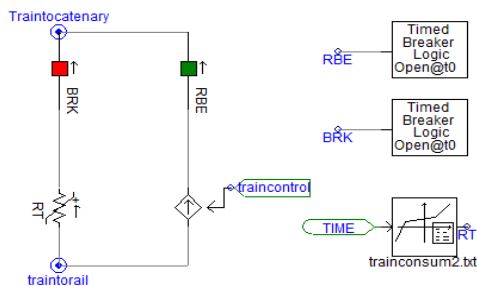 Traintocatenary
BRK
RBE
RT
+
traincontrol
traintorail
RBE
Timed
Breaker
Logic
Open@t0
BRK
Timed
Breaker
Logic
Open@t0
TIME
RT
trainconsum2.txt